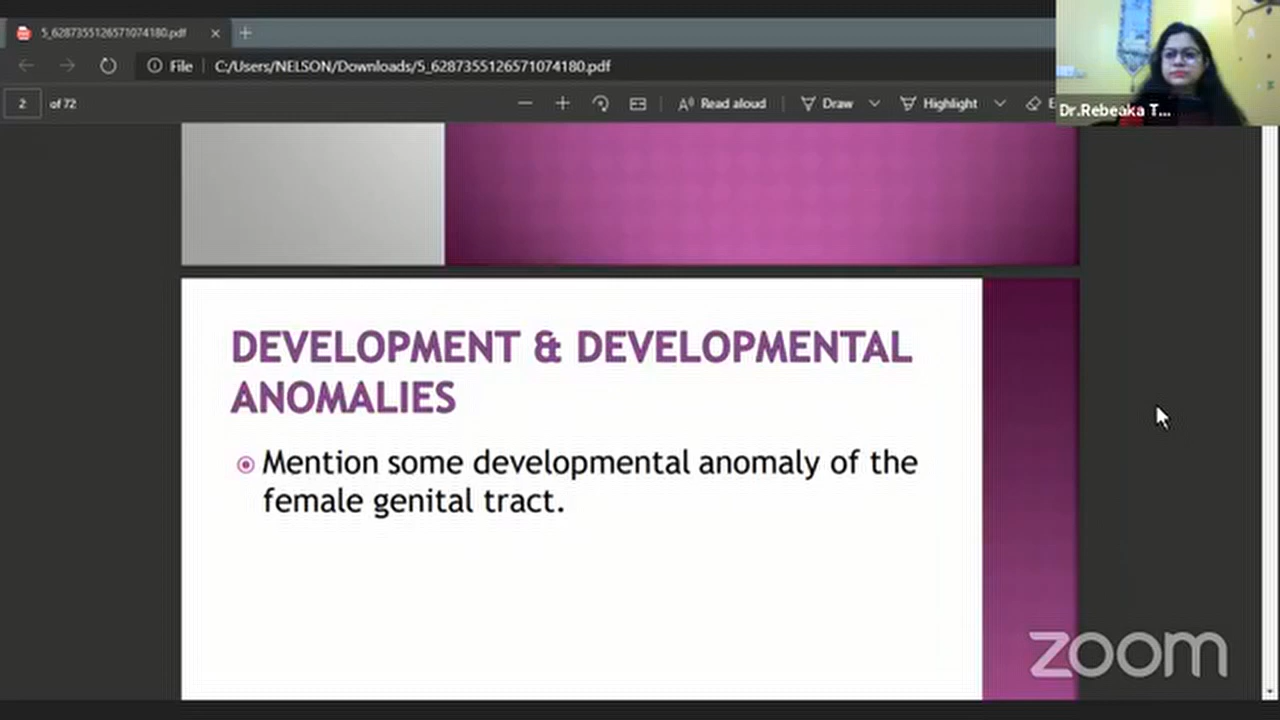 5_6287355126571074180.pdf
File
C:/Users/NELSON/Downloads/5_6287355126571074180.pdf
2 of 72
Read aloud
Draw
Highlight
Dr.Rebeaka T...
DEVELOPMENT & DEVELOPMENTAL
ANOMALIES
Mention some developmental anomaly of the
female genital tract.
zoom